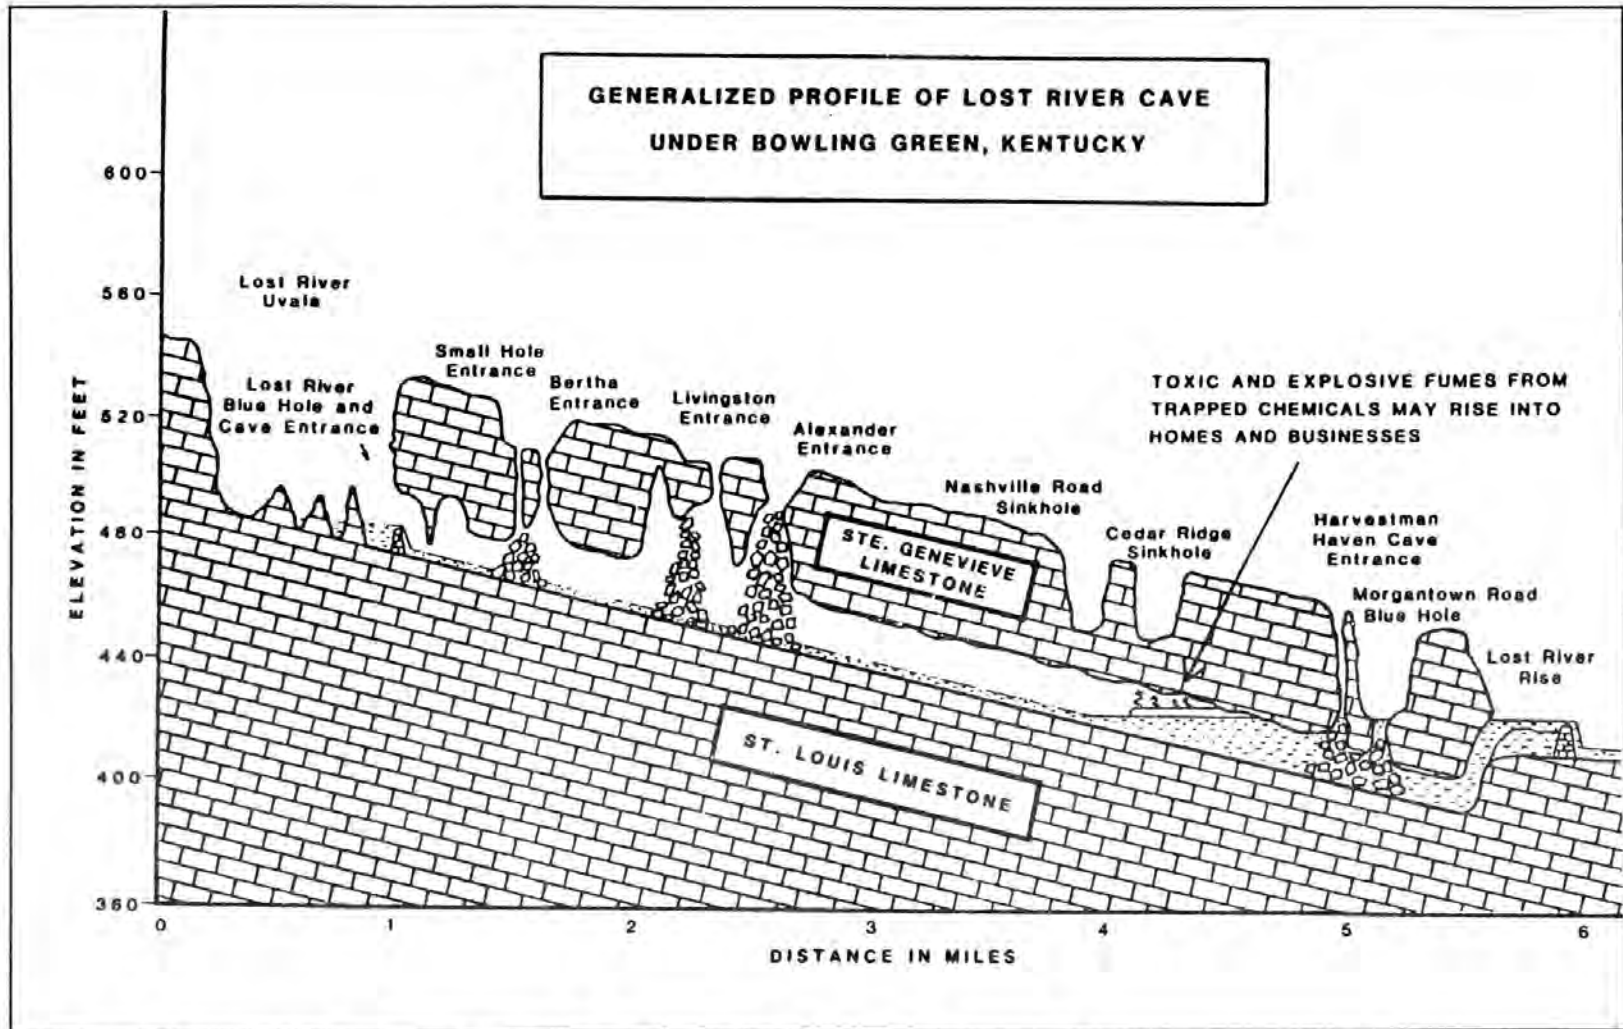 GENERALIZED PROFILE OF LOST RIVER CAVE
UNDER BOWLING GREEN, KENTUCKY
600
560
520
480
440
400
360
ELEVATION IN FEET
Lost River
Uvala
Lost River
Blue Hole and
Cave Entrance
Small Hole
Entrance
Bertha
Entrance
Livingston
Entrance
Alexander
Entrance
Nashville Road
Sinkhole
Cedar Ridge
Sinkhole
TOXIC AND EXPLOSIVE FUMES FROM
TRAPPED CHEMICALS MAY RISE INTO
HOMES AND BUSINESSES
Harvestman
Haven Cave
Entrance
Morgantown Road
Blue Hole
Lost River
Rise
STE. GENEVIEVE
LIMESTONE
ST. LOUIS LIMESTONE
0 1 2 3 4 5 6
DISTANCE IN MILES